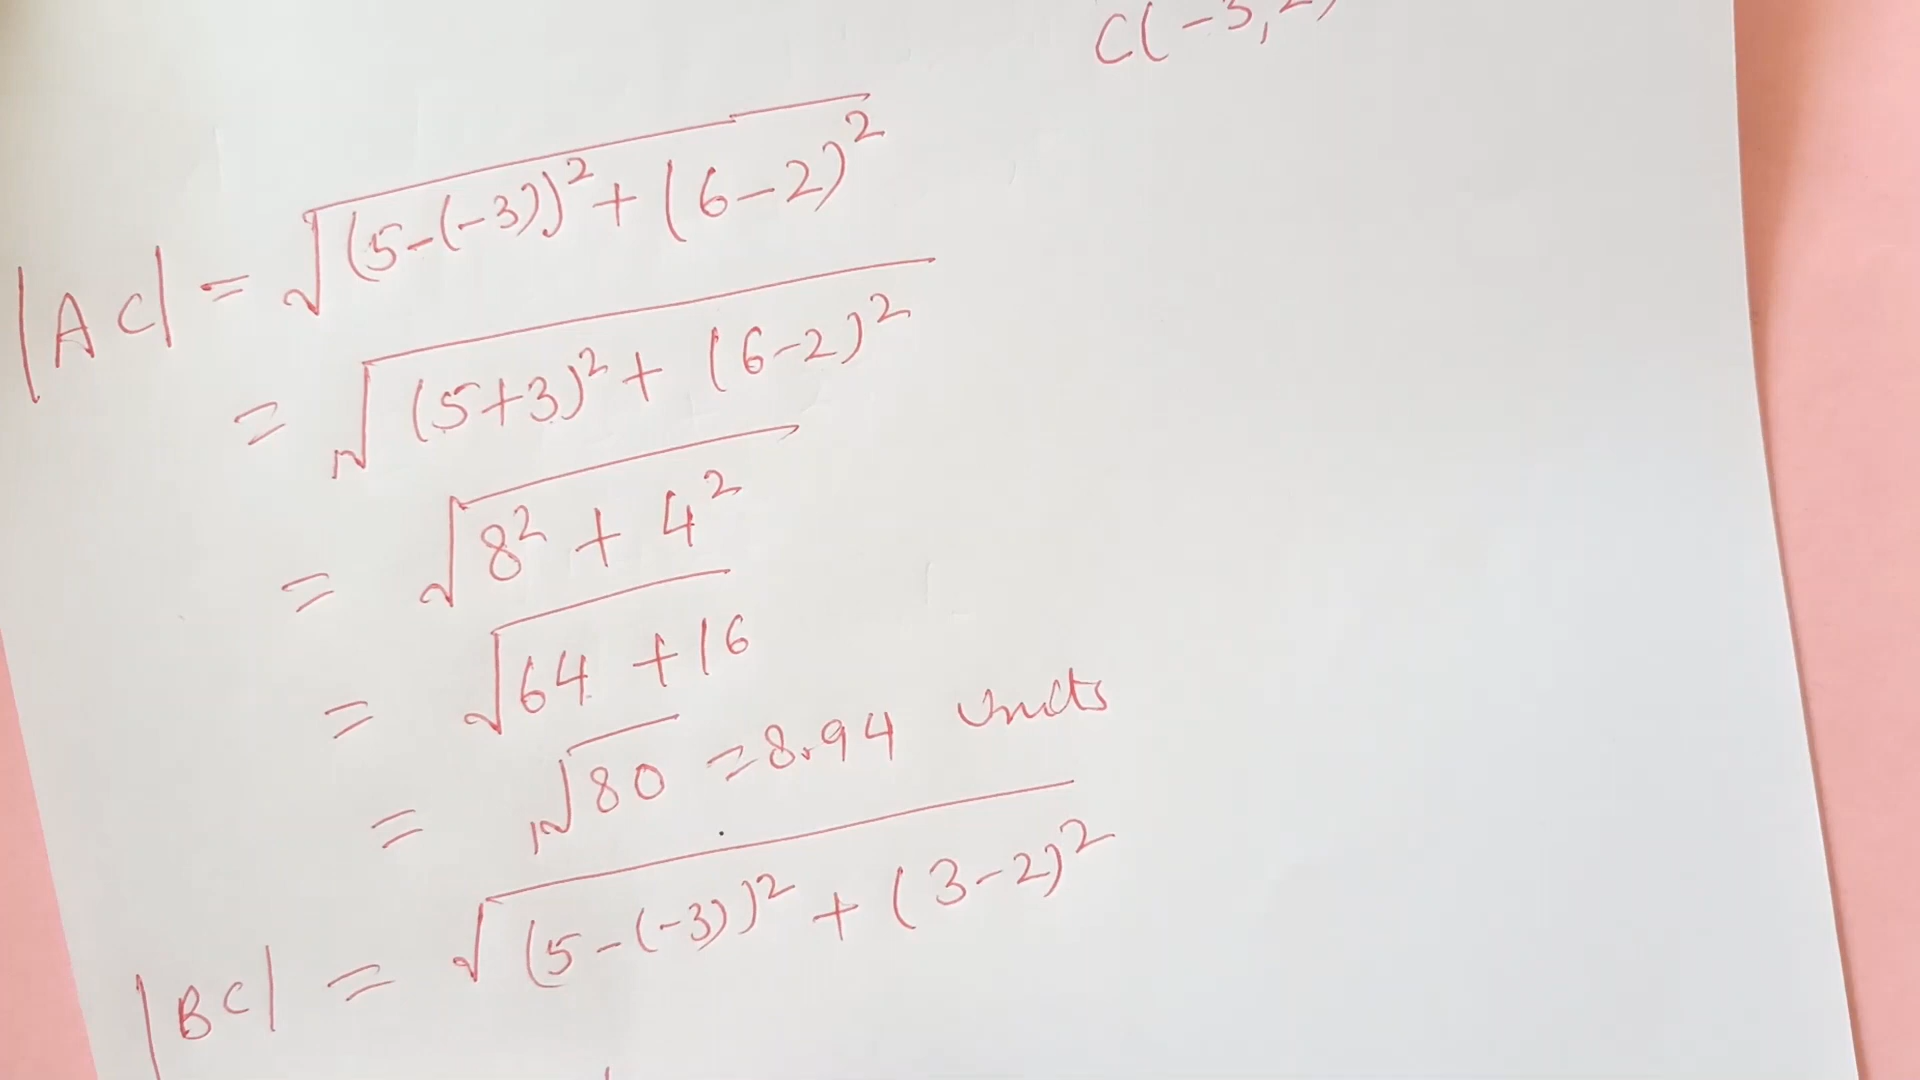 C(-3,2)
|AC| = √(5-(-3))² + (6-2)²
= √(5+3)² + (6-2)²
= √8² + 4²
= √64 + 16
= √80 = 8.94 units
|BC| = √(5-(-3))² + (3-2)²